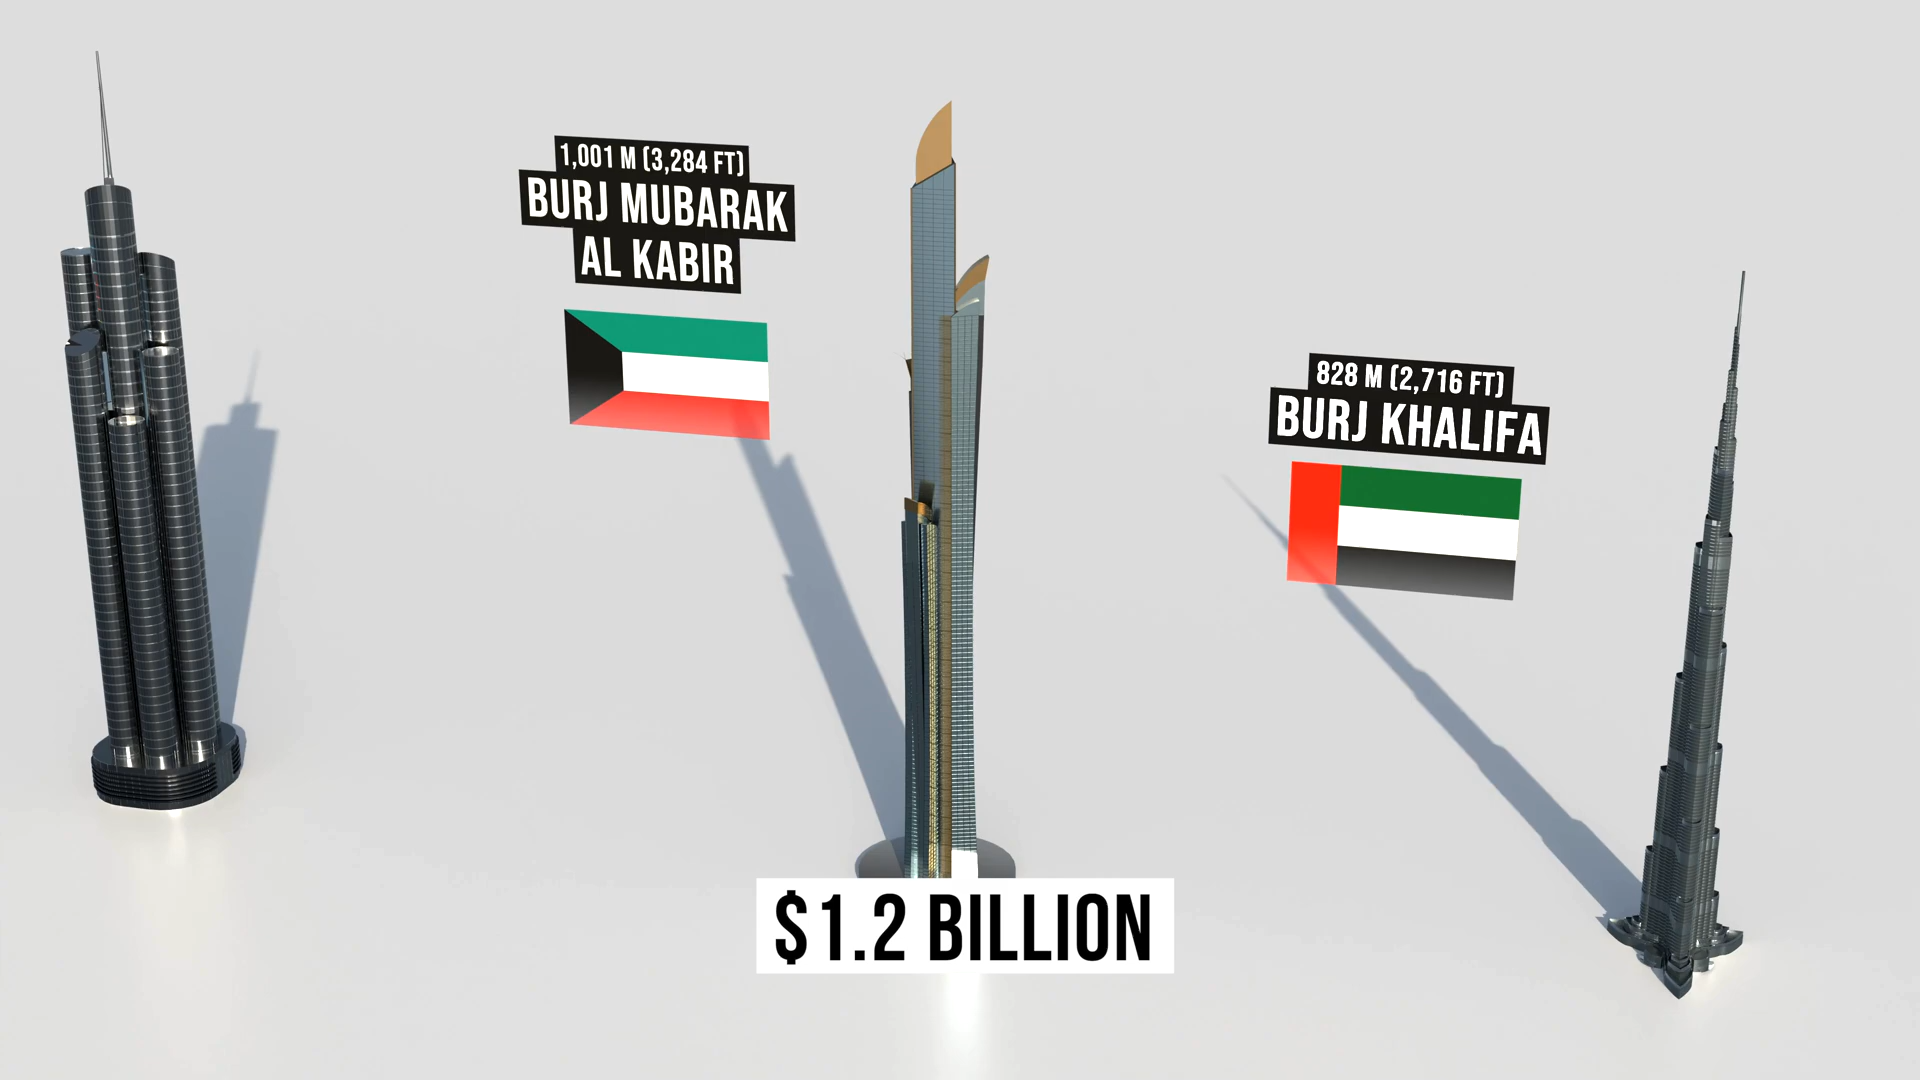 1,001 M (3,284 FT)
BURJ MUBARAK
AL KABIR
828 M (2,716 FT)
BURJ KHALIFA
$1.2 BILLION